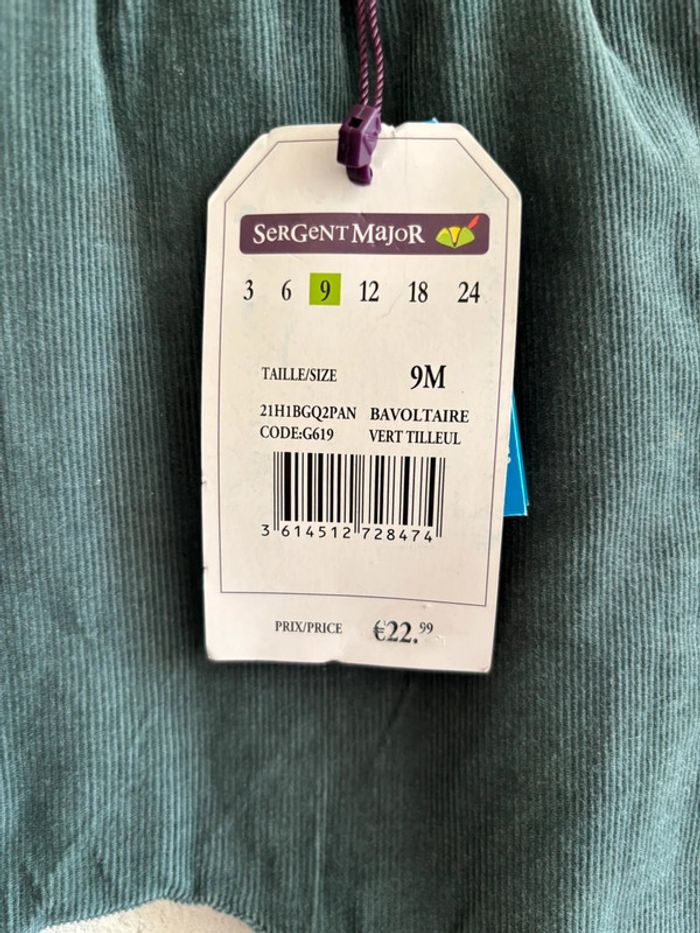 SERGENT MAJOR
3 6 9 12 18 24
TAILLE/SIZE 9M
21H1BGQ2PAN BAVOLTAIRE
CODE:G619 VERT TILLEUL
3 614512 728474
PRIX/PRICE €22.99